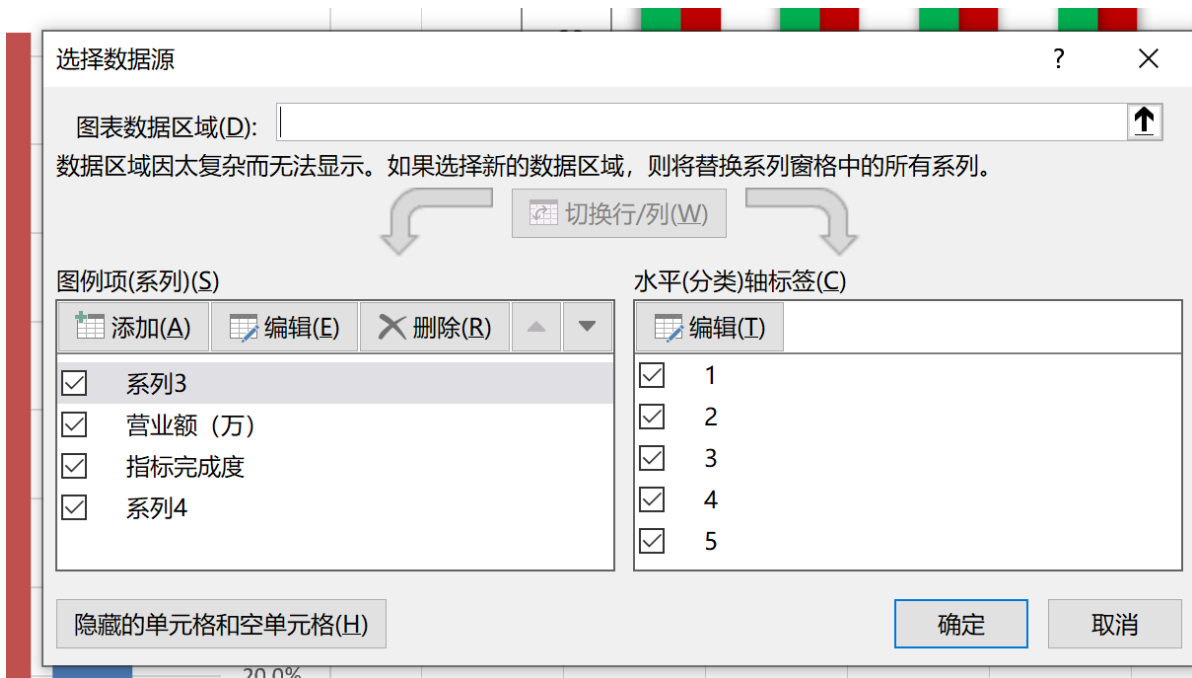 选择数据源
?
图表数据区域(D):
数据区域因太复杂而无法显示。如果选择新的数据区域，则将替换系列窗格中的所有系列。
切换行/列(W)
图例项(系列)(S)
水平(分类)轴标签(C)
添加(A) 编辑(E) 删除(R)
编辑(T)
系列3
营业额（万）
指标完成度
系列4
1
2
3
4
5
隐藏的单元格和空单元格(H)
确定
取消
20.0%